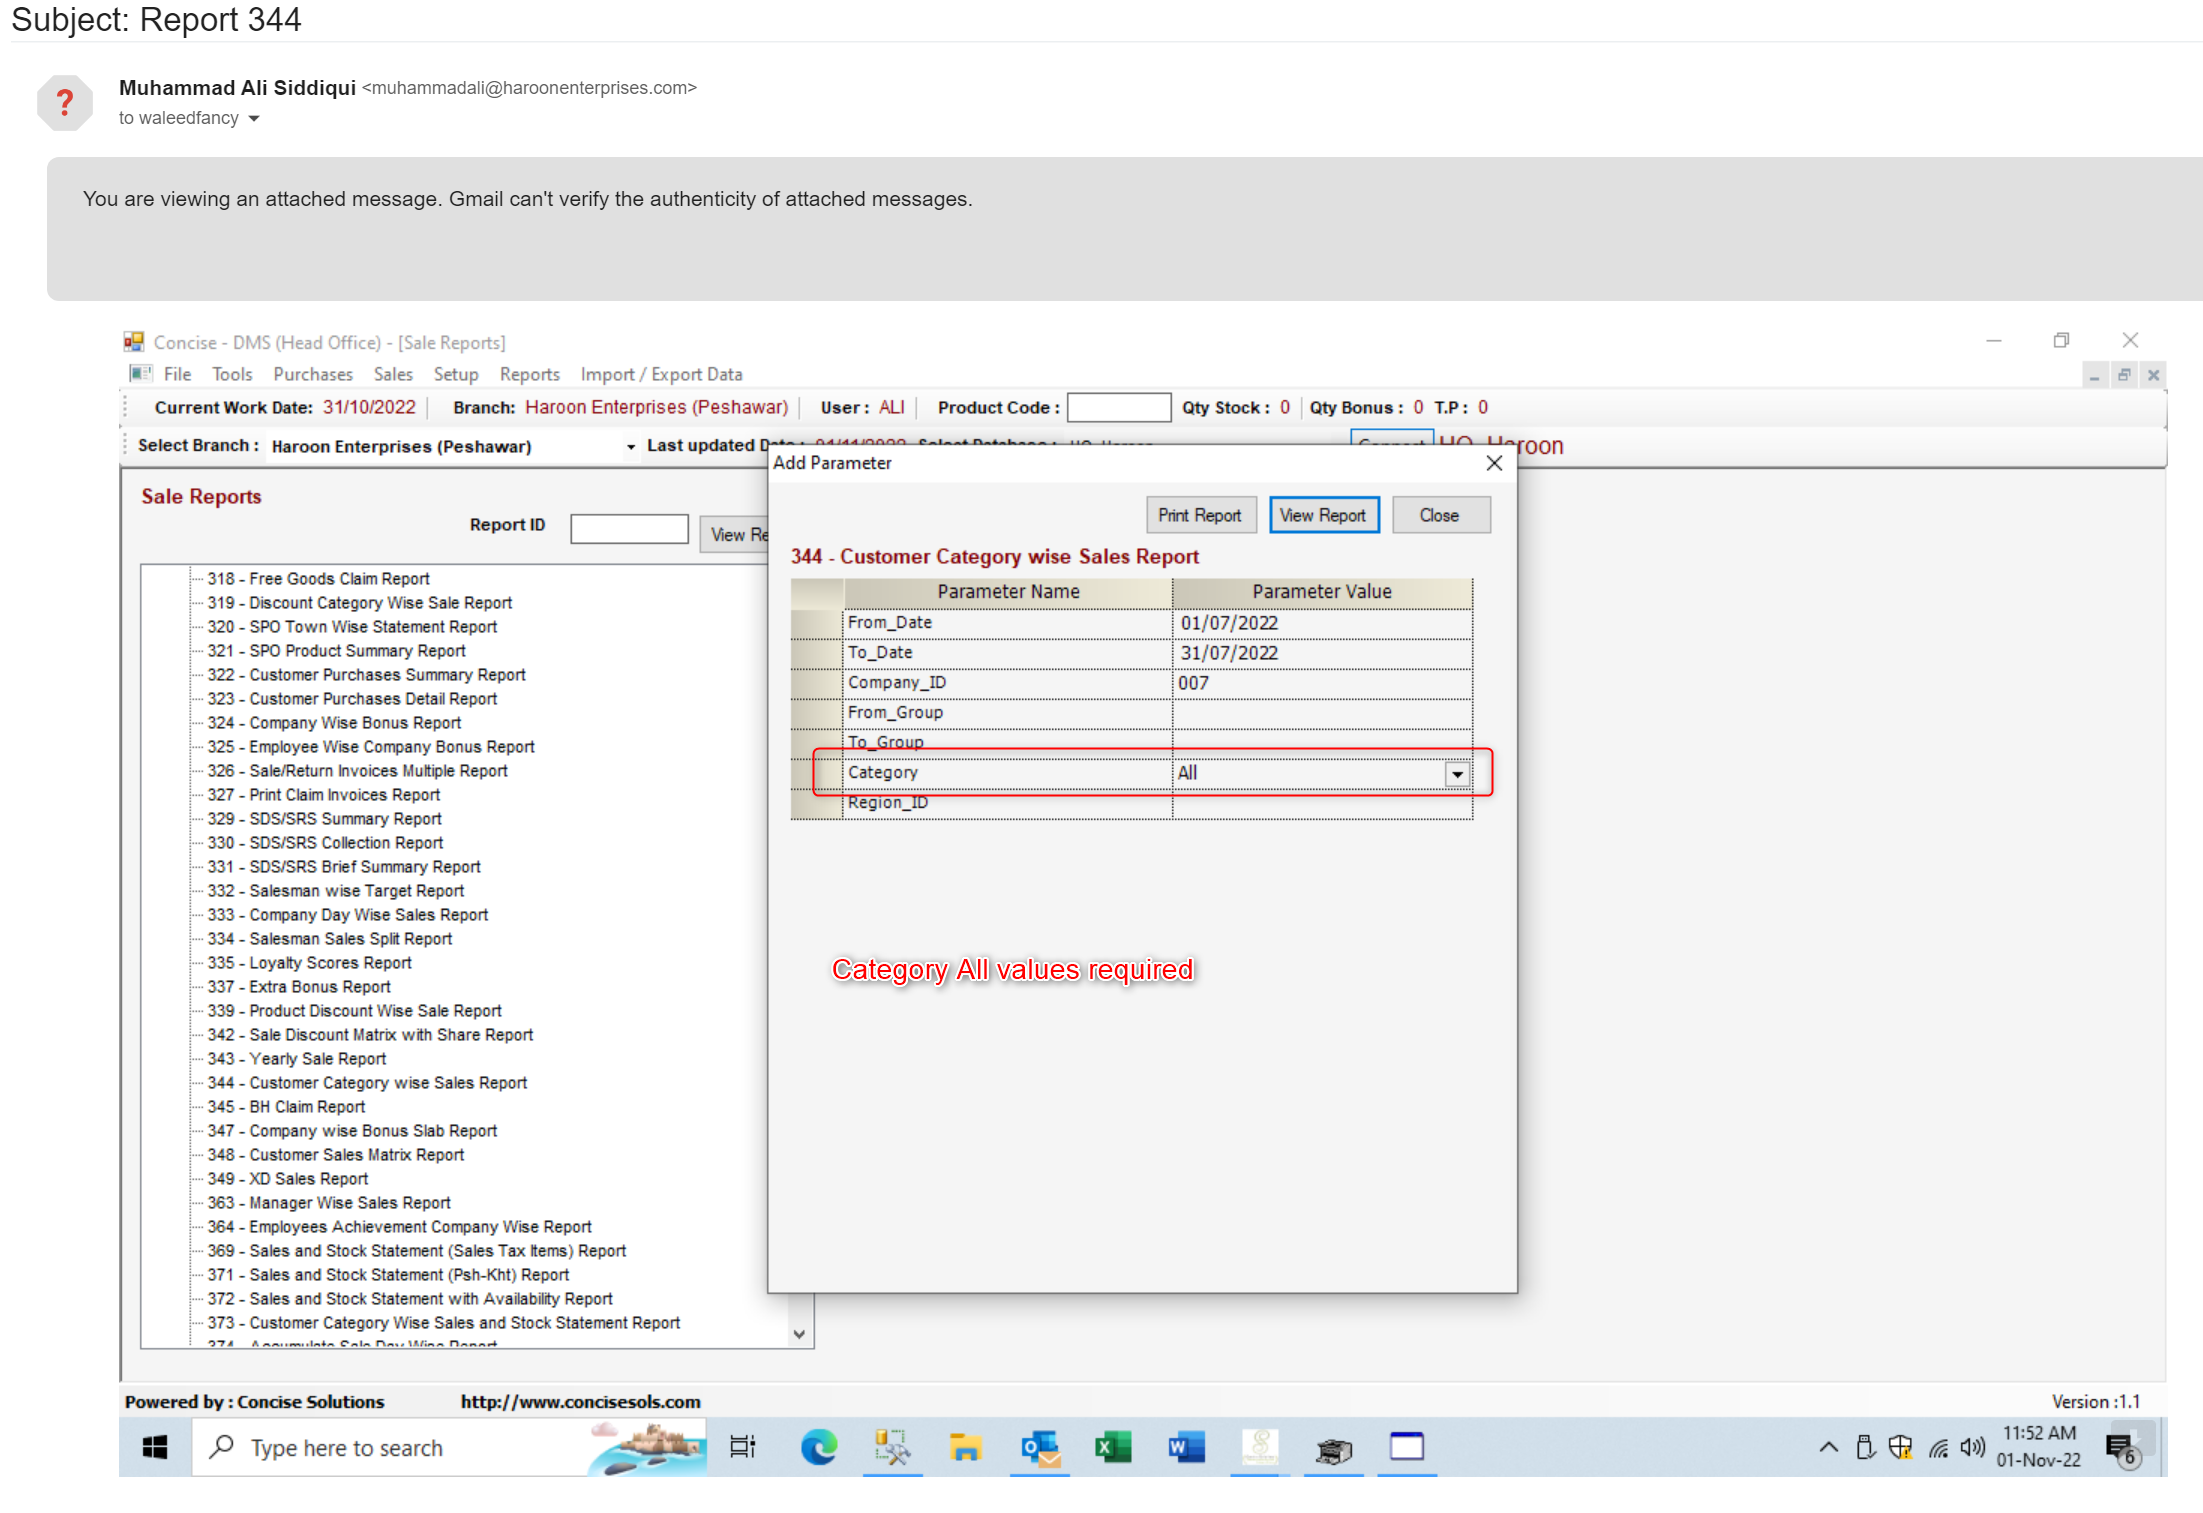 Subject: Report 344
Muhammad Ali Siddiqui <muhammadali@haroonenterprises.com>
to waleedfancy
You are viewing an attached message. Gmail can't verify the authenticity of attached messages.
Concise - DMS (Head Office) - [Sale Reports]
File Tools Purchases Sales Setup Reports Import / Export Data
Current Work Date: 31/10/2022 Branch: Haroon Enterprises (Peshawar) User : ALI Product Code : Qty Stock : 0 Qty Bonus : 0 T.P : 0
Select Branch : Haroon Enterprises (Peshawar) Last updated Date : 01/11/2022 Select Database : HO_Haroon Connect HO_Haroon
Sale Reports
Report ID
View Re
318 - Free Goods Claim Report
319 - Discount Category Wise Sale Report
320 - SPO Town Wise Statement Report
321 - SPO Product Summary Report
322 - Customer Purchases Summary Report
323 - Customer Purchases Detail Report
324 - Company Wise Bonus Report
325 - Employee Wise Company Bonus Report
326 - Sale/Return Invoices Multiple Report
327 - Print Claim Invoices Report
329 - SDS/SRS Summary Report
330 - SDS/SRS Collection Report
331 - SDS/SRS Brief Summary Report
332 - Salesman wise Target Report
333 - Company Day Wise Sales Report
334 - Salesman Sales Split Report
335 - Loyalty Scores Report
337 - Extra Bonus Report
339 - Product Discount Wise Sale Report
342 - Sale Discount Matrix with Share Report
343 - Yearly Sale Report
344 - Customer Category wise Sales Report
345 - BH Claim Report
347 - Company wise Bonus Slab Report
348 - Customer Sales Matrix Report
349 - XD Sales Report
363 - Manager Wise Sales Report
364 - Employees Achievement Company Wise Report
369 - Sales and Stock Statement (Sales Tax Items) Report
371 - Sales and Stock Statement (Psh-Kht) Report
372 - Sales and Stock Statement with Availability Report
373 - Customer Category Wise Sales and Stock Statement Report
374 - Accumulate Sale Day Wise Report
Add Parameter
Print Report View Report Close
344 - Customer Category wise Sales Report
Parameter Name Parameter Value
From_Date 01/07/2022
To_Date 31/07/2022
Company_ID 007
From_Group
To_Group
Category All
Region_ID
Category All values required
Powered by : Concise Solutions http://www.concisesols.com Version :1.1
Type here to search
11:52 AM
01-Nov-22
6